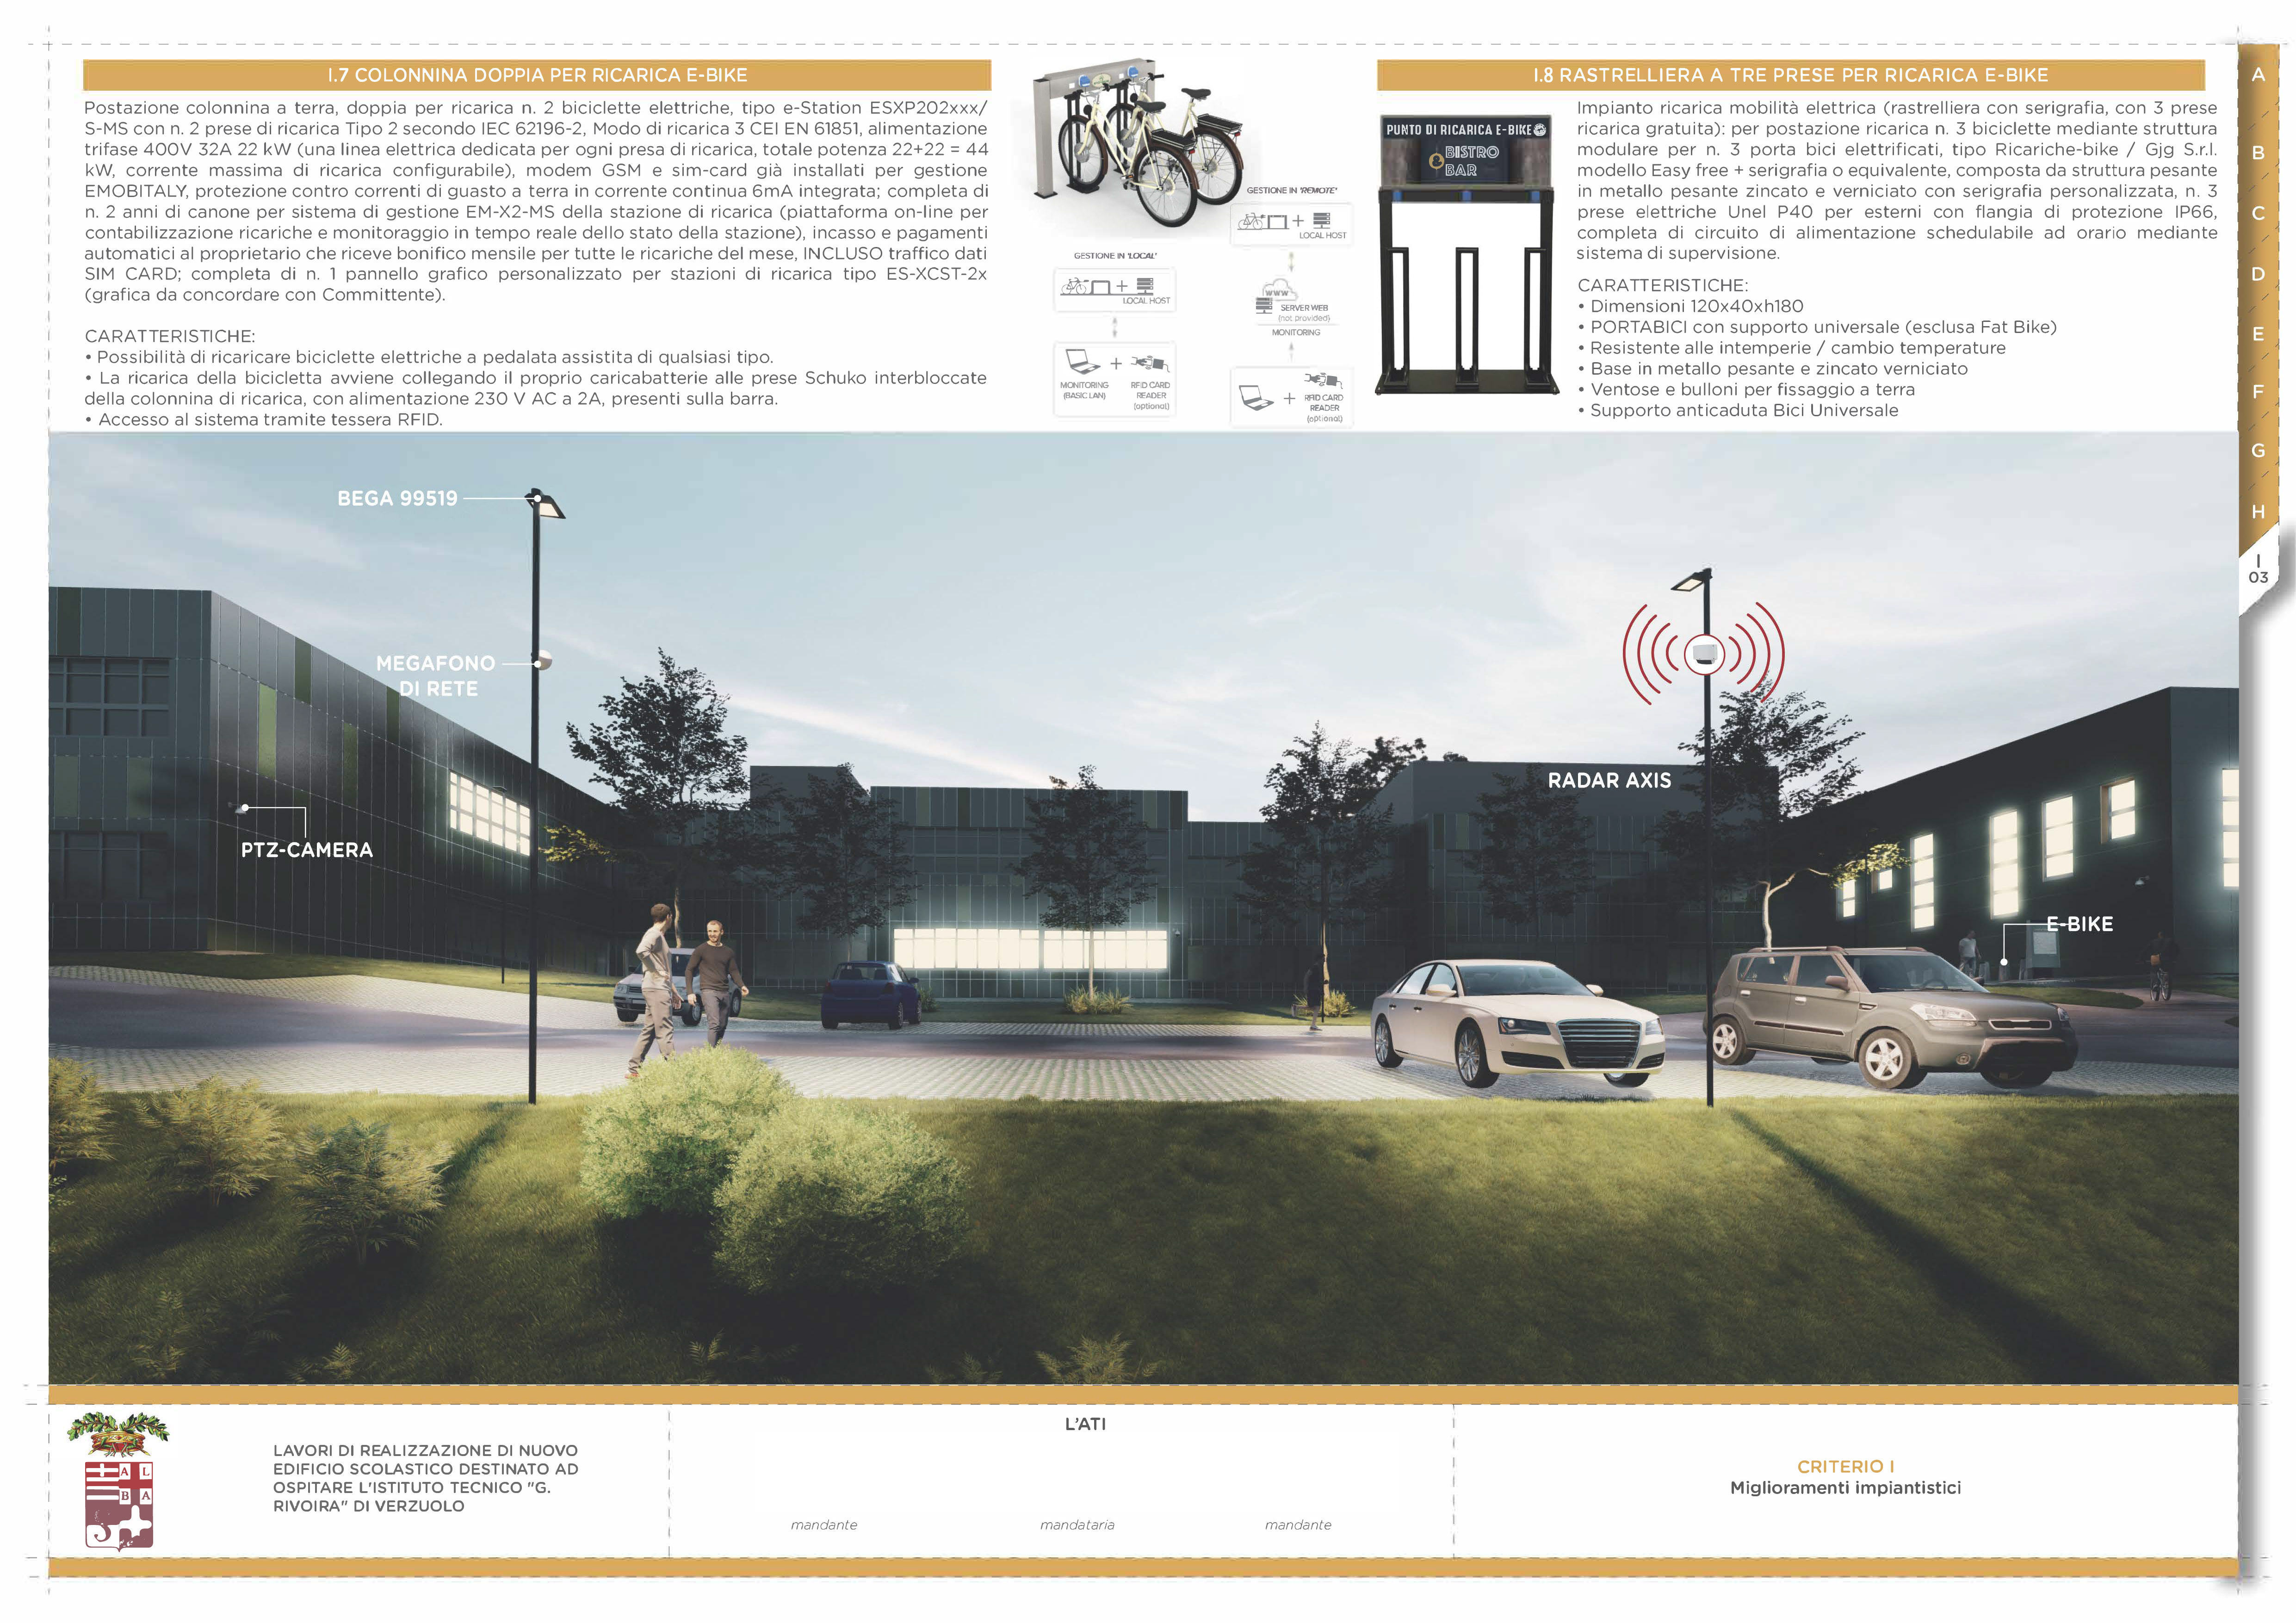 I.7 COLONNINA DOPPIA PER RICARICA E-BIKE
Postazione colonnina a terra, doppia per ricarica n. 2 biciclette elettriche, tipo e-Station ESXP202xxx/
S-MS con n. 2 prese di ricarica Tipo 2 secondo IEC 62196-2, Modo di ricarica 3 CEI EN 61851, alimentazione
trifase 400V 32A 22 kW (una linea elettrica dedicata per ogni presa di ricarica, totale potenza 22+22 = 44
kW, corrente massima di ricarica configurabile), modem GSM e sim-card già installati per gestione
EMOBITALY, protezione contro correnti di guasto a terra in corrente continua 6mA integrata; completa di
n. 2 anni di canone per sistema di gestione EM-X2-MS della stazione di ricarica (piattaforma on-line per
contabilizzazione ricariche e monitoraggio in tempo reale dello stato della stazione), incasso e pagamenti
automatici al proprietario che riceve bonifico mensile per tutte le ricariche del mese, INCLUSO traffico dati
SIM CARD; completa di n. 1 pannello grafico personalizzato per stazioni di ricarica tipo ES-XCST-2x
(grafica da concordare con Committente).
CARATTERISTICHE:
• Possibilità di ricaricare biciclette elettriche a pedalata assistita di qualsiasi tipo.
• La ricarica della bicicletta avviene collegando il proprio caricabatterie alle prese Schuko interbloccate
della colonnina di ricarica, con alimentazione 230 V AC a 2A, presenti sulla barra.
• Accesso al sistema tramite tessera RFID.
GESTIONE IN 'LOCAL'
+
LOCAL HOST
+
MONITORING
(BASIC LAN)
RFID CARD
READER
(optional)
GESTIONE IN 'REMOTE'
+
LOCAL HOST
WWW
SERVER WEB
(not provided)
MONITORING
+
RFID CARD
READER
(optional)
I.8 RASTRELLIERA A TRE PRESE PER RICARICA E-BIKE
PUNTO DI RICARICA E-BIKE
BISTRO
BAR
Impianto ricarica mobilità elettrica (rastrelliera con serigrafia, con 3 prese
ricarica gratuita): per postazione ricarica n. 3 biciclette mediante struttura
modulare per n. 3 porta bici elettrificati, tipo Ricariche-bike / Gjg S.r.l.
modello Easy free + serigrafia o equivalente, composta da struttura pesante
in metallo pesante zincato e verniciato con serigrafia personalizzata, n. 3
prese elettriche Unel P40 per esterni con flangia di protezione IP66,
completa di circuito di alimentazione schedulabile ad orario mediante
sistema di supervisione.
CARATTERISTICHE:
• Dimensioni 120x40xh180
• PORTABICI con supporto universale (esclusa Fat Bike)
• Resistente alle intemperie / cambio temperature
• Base in metallo pesante e zincato verniciato
• Ventose e bulloni per fissaggio a terra
• Supporto anticaduta Bici Universale
A
B
C
D
E
F
G
H
I
03
BEGA 99519
MEGAFONO
DI RETE
PTZ-CAMERA
RADAR AXIS
E-BIKE
A L
B A
LAVORI DI REALIZZAZIONE DI NUOVO
EDIFICIO SCOLASTICO DESTINATO AD
OSPITARE L'ISTITUTO TECNICO "G.
RIVOIRA" DI VERZUOLO
L'ATI
mandante
mandataria
mandante
CRITERIO I
Miglioramenti impiantistici